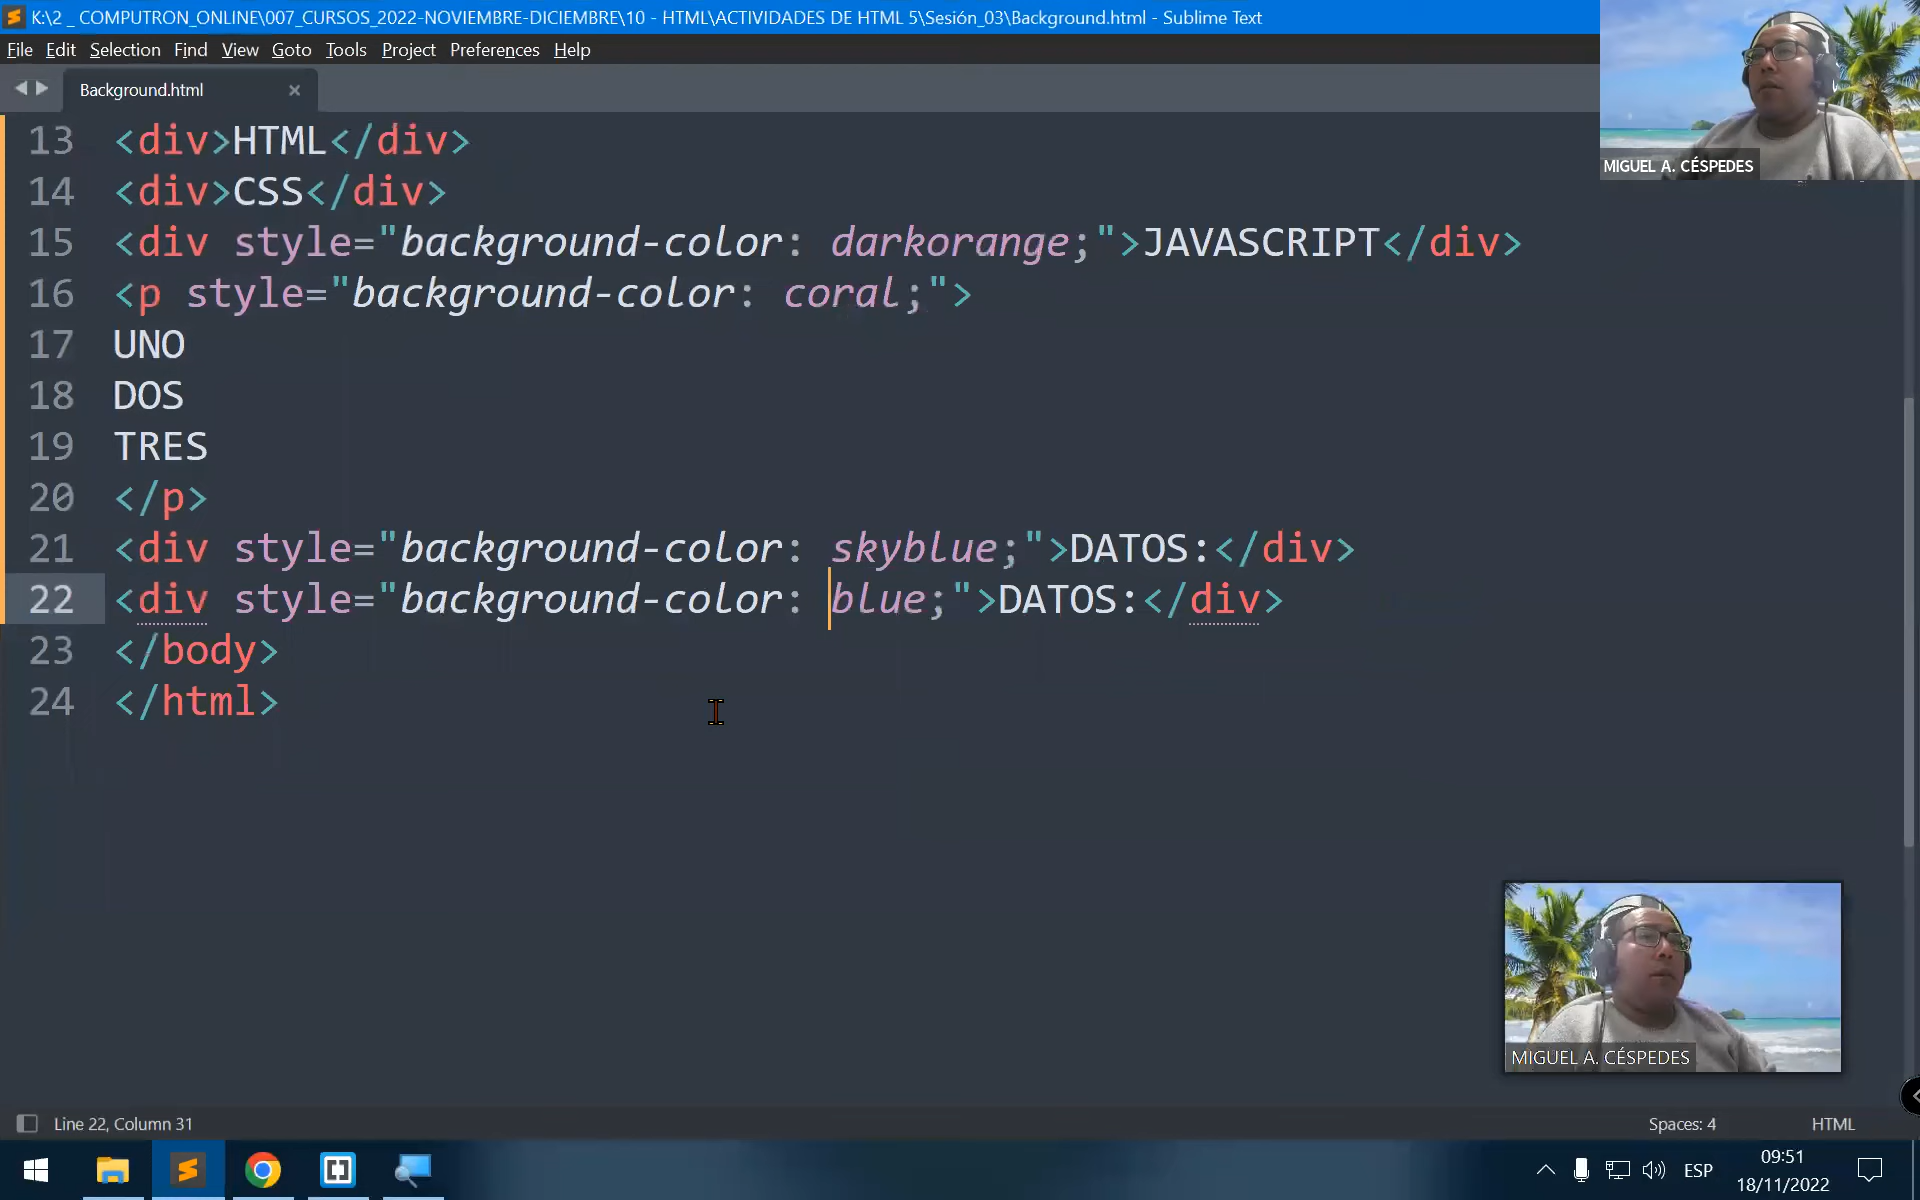 K:\2 _ COMPUTRON_ONLINE\007_CURSOS_2022-NOVIEMBRE-DICIEMBRE\10 - HTML\ACTIVIDADES DE HTML 5\Sesión_03\Background.html - Sublime Text
File Edit Selection Find View Goto Tools Project Preferences Help
Background.html
MIGUEL A. CÉSPEDES
13 <div>HTML</div>
14 <div>CSS</div>
15 <div style="background-color: darkorange;">JAVASCRIPT</div>
16 <p style="background-color: coral;">
17 UNO
18 DOS
19 TRES
20 </p>
21 <div style="background-color: skyblue;">DATOS:</div>
22 <div style="background-color: blue;">DATOS:</div>
23 </body>
24 </html>
MIGUEL A. CÉSPEDES
Line 22, Column 31
Spaces: 4
HTML
ESP
09:51
18/11/2022